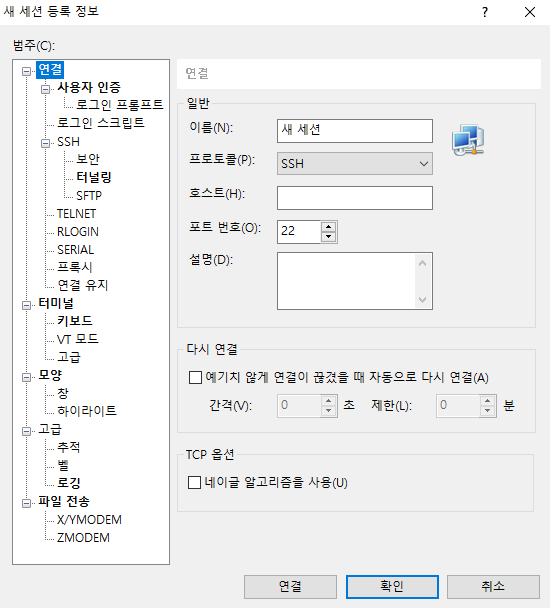 새 세션 등록 정보
범주(C):
연결
사용자 인증
로그인 프롬프트
로그인 스크립트
SSH
보안
터널링
SFTP
TELNET
RLOGIN
SERIAL
프록시
연결 유지
터미널
키보드
VT 모드
고급
모양
창
하이라이트
고급
추적
벨
로깅
파일 전송
X/YMODEM
ZMODEM
연결
일반
이름(N): 새 세션
프로토콜(P): SSH
호스트(H):
포트 번호(O): 22
설명(D):
다시 연결
예기치 않게 연결이 끊겼을 때 자동으로 다시 연결(A)
간격(V): 0 초 제한(L): 0 분
TCP 옵션
네이글 알고리즘을 사용(U)
연결 확인 취소